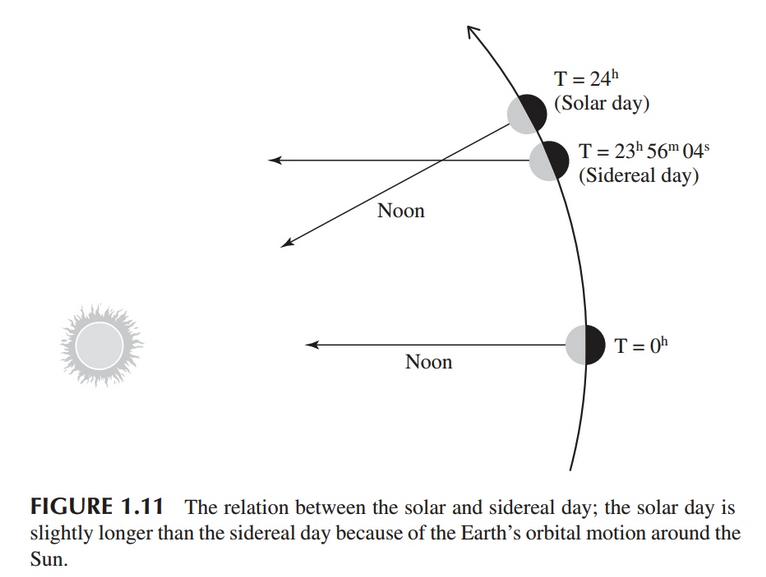 T = 24ʰ
(Solar day)
T = 23ʰ 56ᵐ 04ˢ
(Sidereal day)
Noon
T = 0ʰ
Noon
FIGURE 1.11 The relation between the solar and sidereal day; the solar day is
slightly longer than the sidereal day because of the Earth's orbital motion around the
Sun.